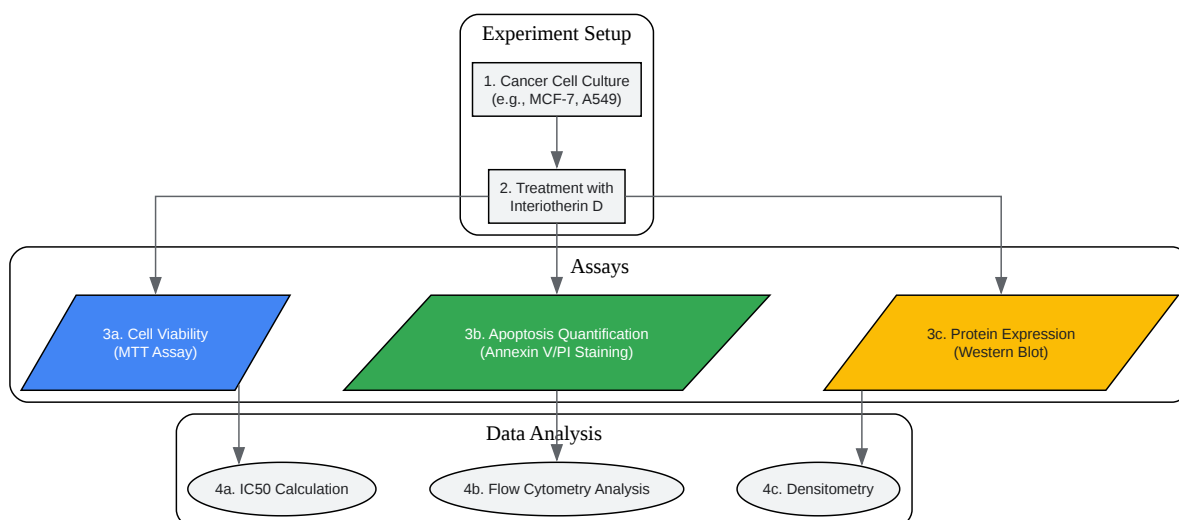 Experiment Setup
1. Cancer Cell Culture
(e.g., MCF-7, A549)
2. Treatment with
Interiotherin D
Assays
3a. Cell Viability
(MTT Assay)
3b. Apoptosis Quantification
(Annexin V/PI Staining)
3c. Protein Expression
(Western Blot)
Data Analysis
4a. IC50 Calculation
4b. Flow Cytometry Analysis
4c. Densitometry